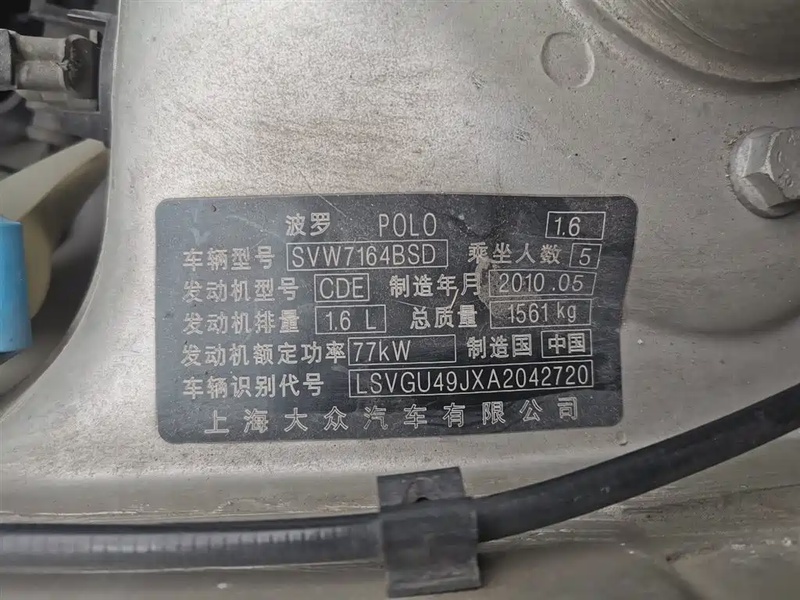 波罗 POLO 1.6
车辆型号 SVW7164BSD 乘坐人数 5
发动机型号 CDE 制造年月 2010.05
发动机排量 1.6 L 总质量 1561 kg
发动机额定功率 77kW 制造国 中国
车辆识别代号 LSVGU49JXA2042720
上海大众汽车有限公司